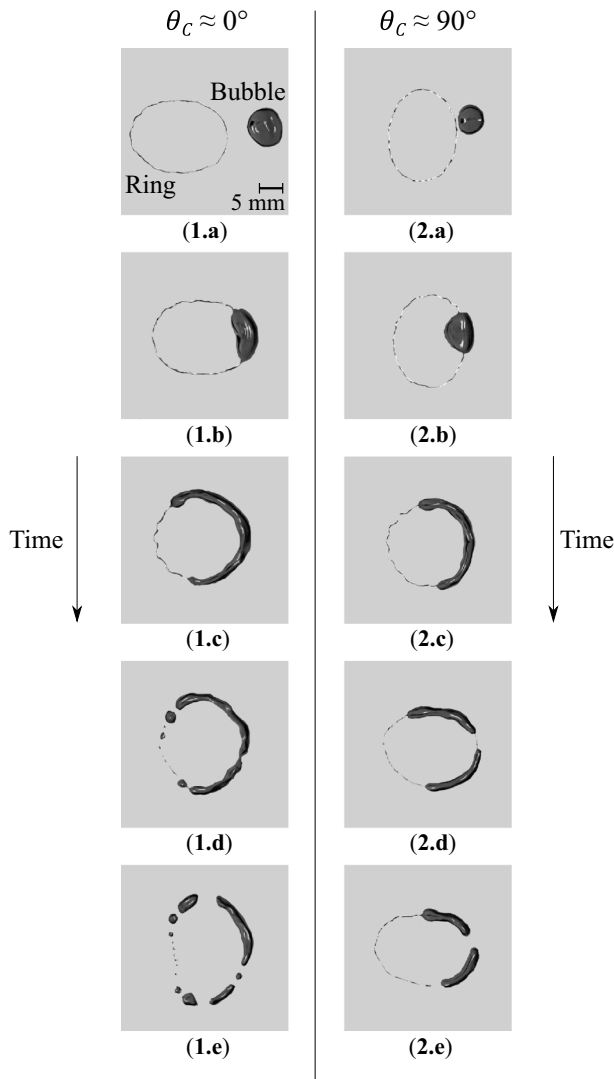 θ_C ≈ 0°
θ_C ≈ 90°
Bubble
Ring
5 mm
(1.a)
(2.a)
(1.b)
(2.b)
Time
Time
(1.c)
(2.c)
(1.d)
(2.d)
(1.e)
(2.e)